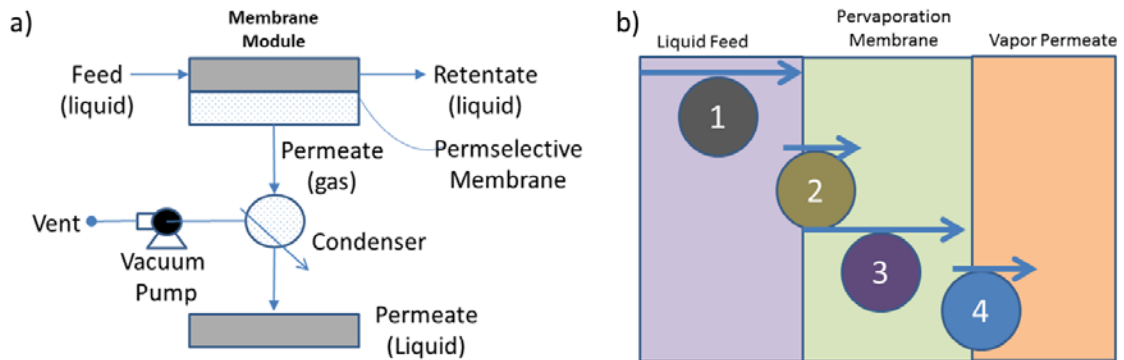 a)
Membrane
Module
Feed
(liquid)
Retentate
(liquid)
Permeate
(gas)
Permselective
Membrane
Vent
Vacuum
Pump
Condenser
Permeate
(Liquid)
b)
Liquid Feed
Pervaporation
Membrane
Vapor Permeate
1
2
3
4